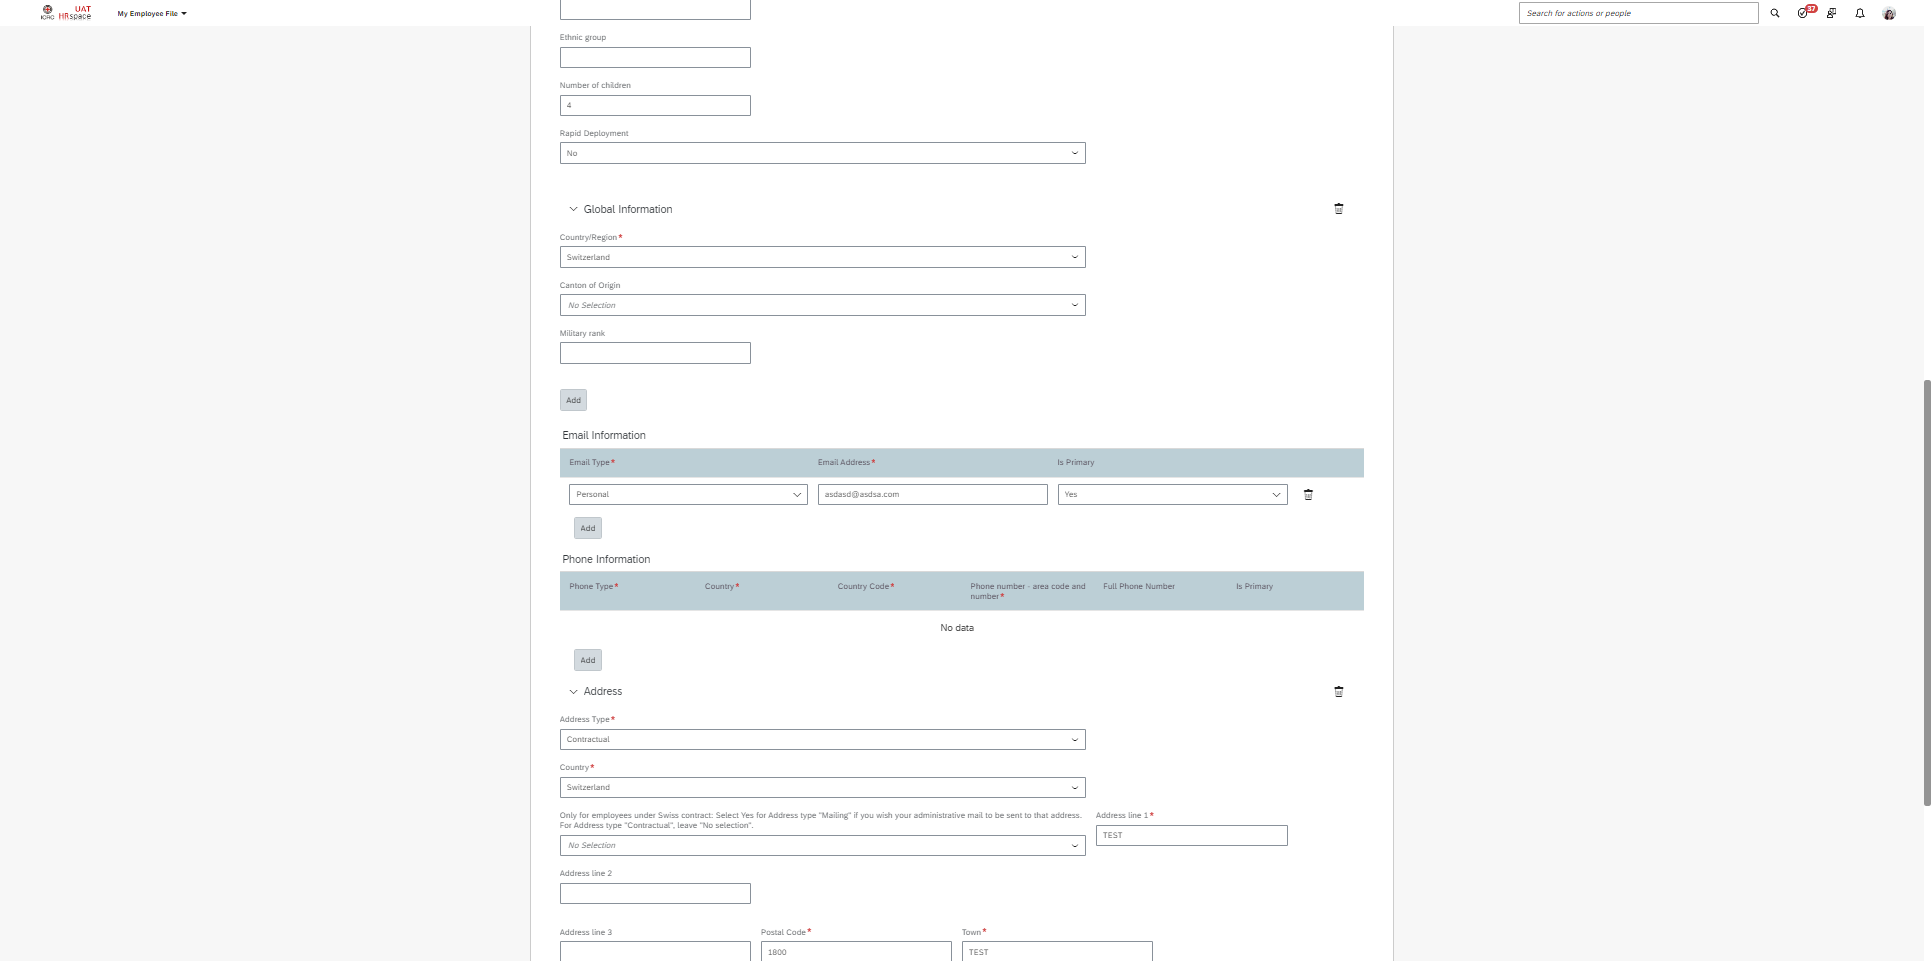 ICRC
UAT
HRspace
My Employee File
Search for actions or people
37
Ethnic group
Number of children
4
Rapid Deployment
No
Global Information
Country/Region*
Switzerland
Canton of Origin
No Selection
Military rank
Add
Email Information
Email Type* Email Address* Is Primary
Personal asdasd@asdsa.com Yes
Add
Phone Information
Phone Type* Country* Country Code* Phone number - area code and number* Full Phone Number Is Primary
No data
Add
Address
Address Type*
Contractual
Country*
Switzerland
Only for employees under Swiss contract: Select Yes for Address type "Mailing" if you wish your administrative mail to be sent to that address.
For Address type "Contractual", leave "No selection".
No Selection
Address line 1*
TEST
Address line 2
Address line 3 Postal Code* Town*
1800 TEST